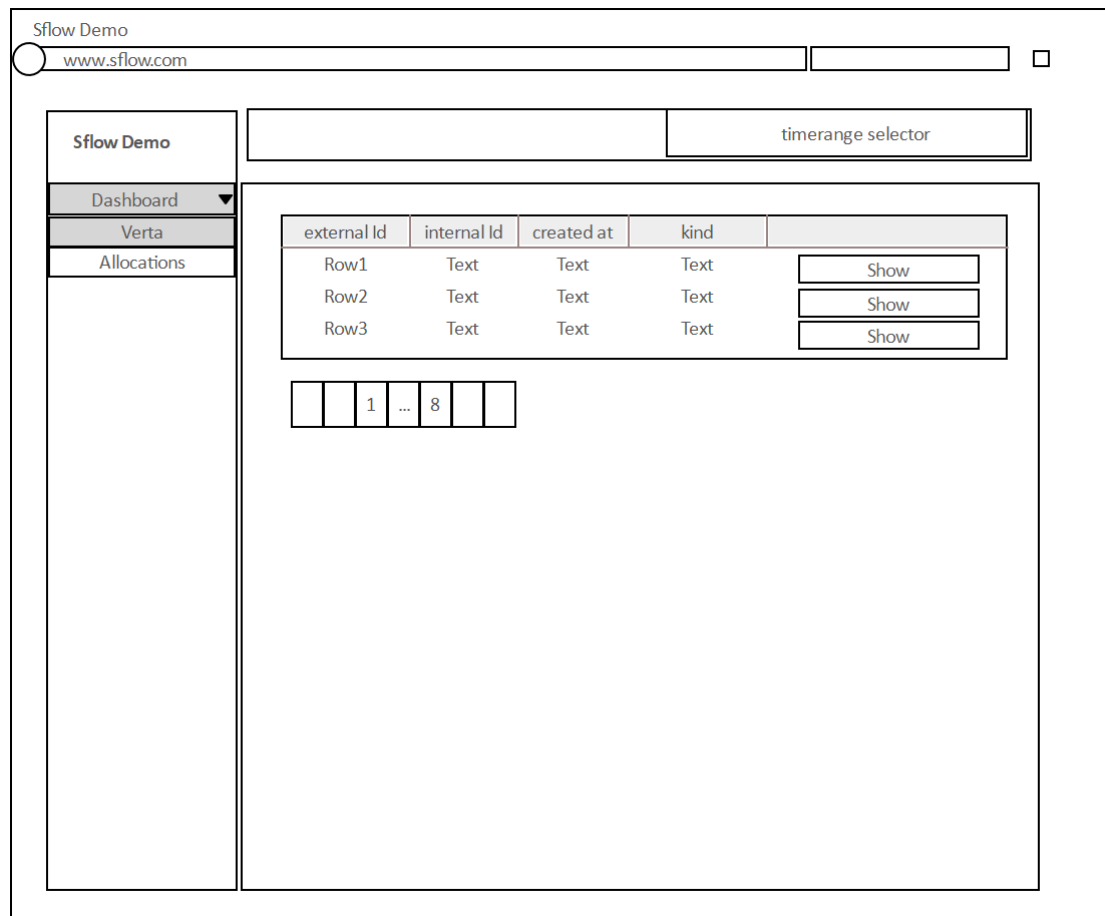 Sflow Demo
www.sflow.com
Sflow Demo
timerange selector
Dashboard
Verta
Allocations
external Id internal Id created at kind
Row1 Text Text Text Show
Row2 Text Text Text Show
Row3 Text Text Text Show
1 ... 8